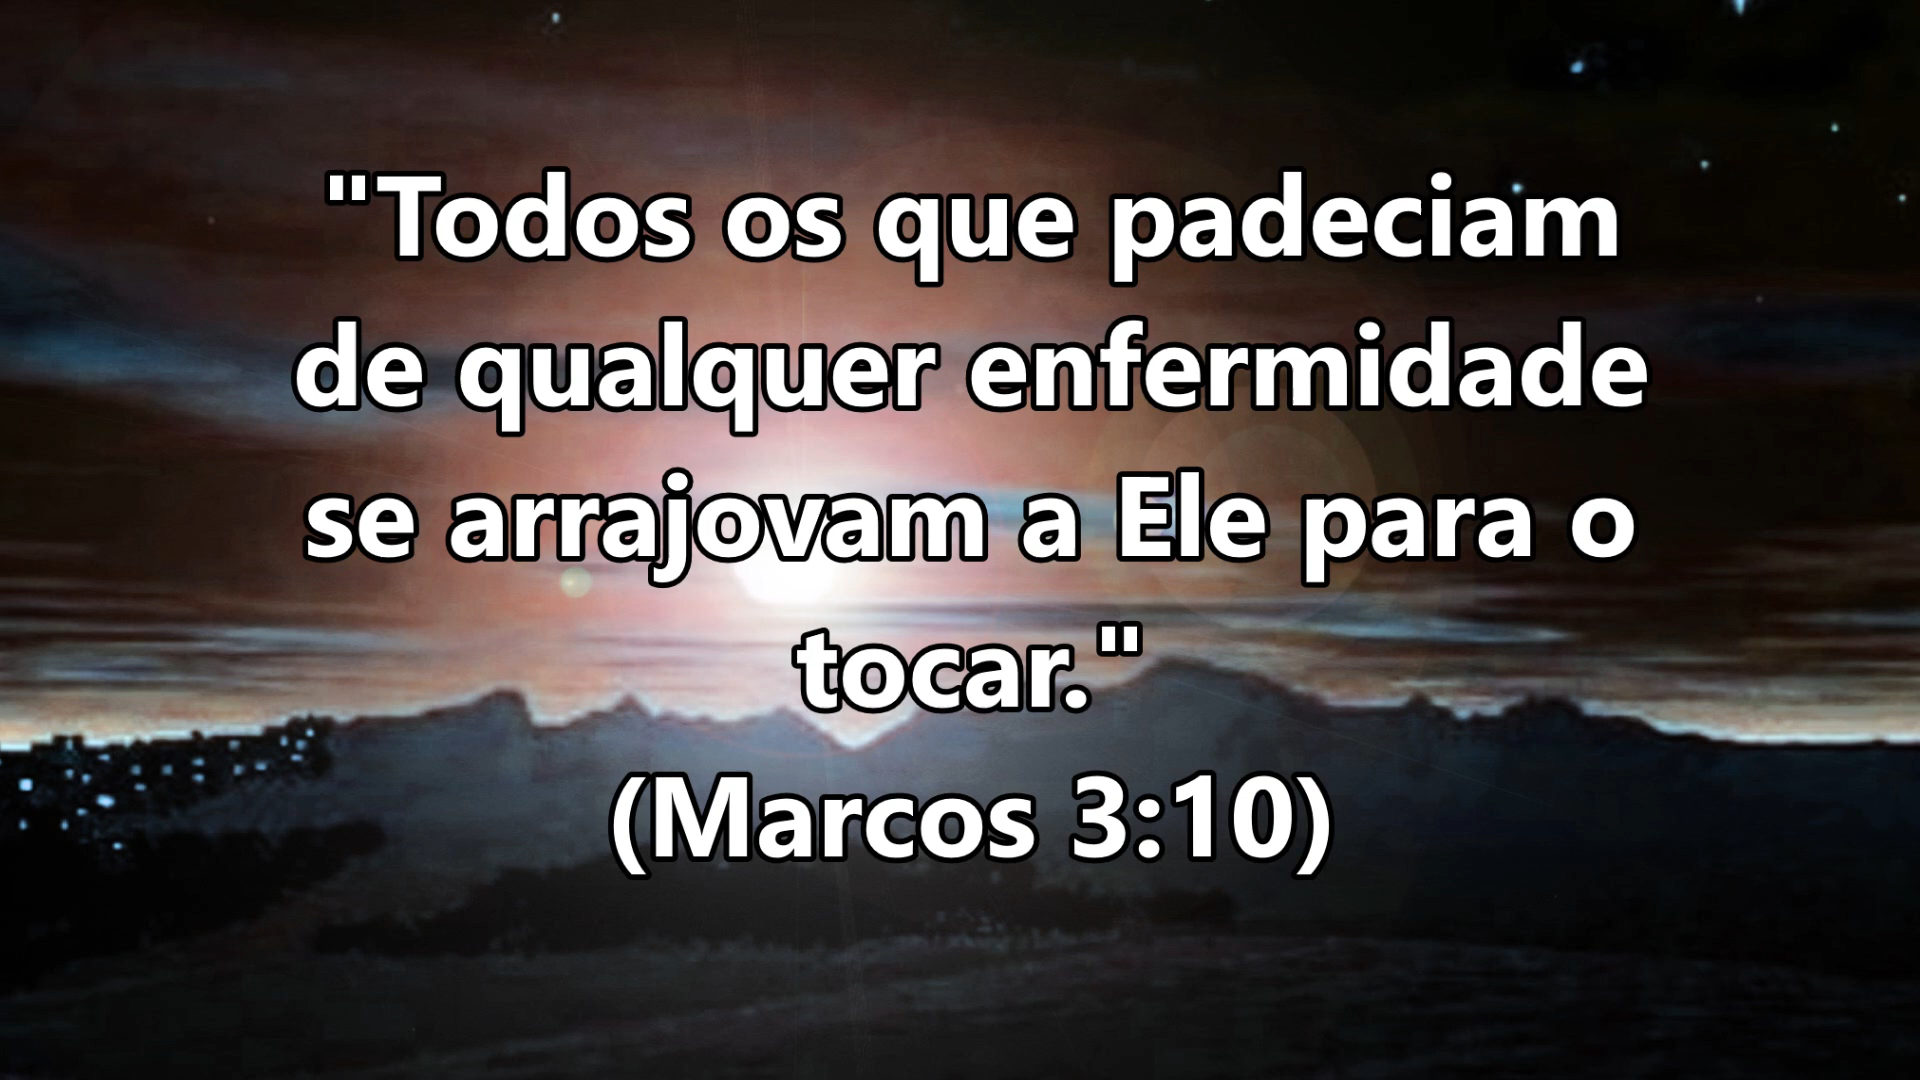 "Todos os que padeciam
de qualquer enfermidade
se arrajovam a Ele para o
tocar."
(Marcos 3:10)